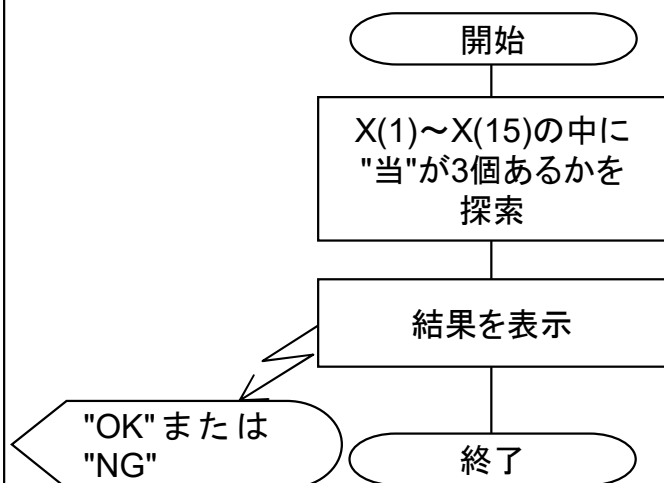 開始
X(1)～X(15)の中に
"当"が3個あるかを
探索
結果を表示
"OK"または
"NG"
終了